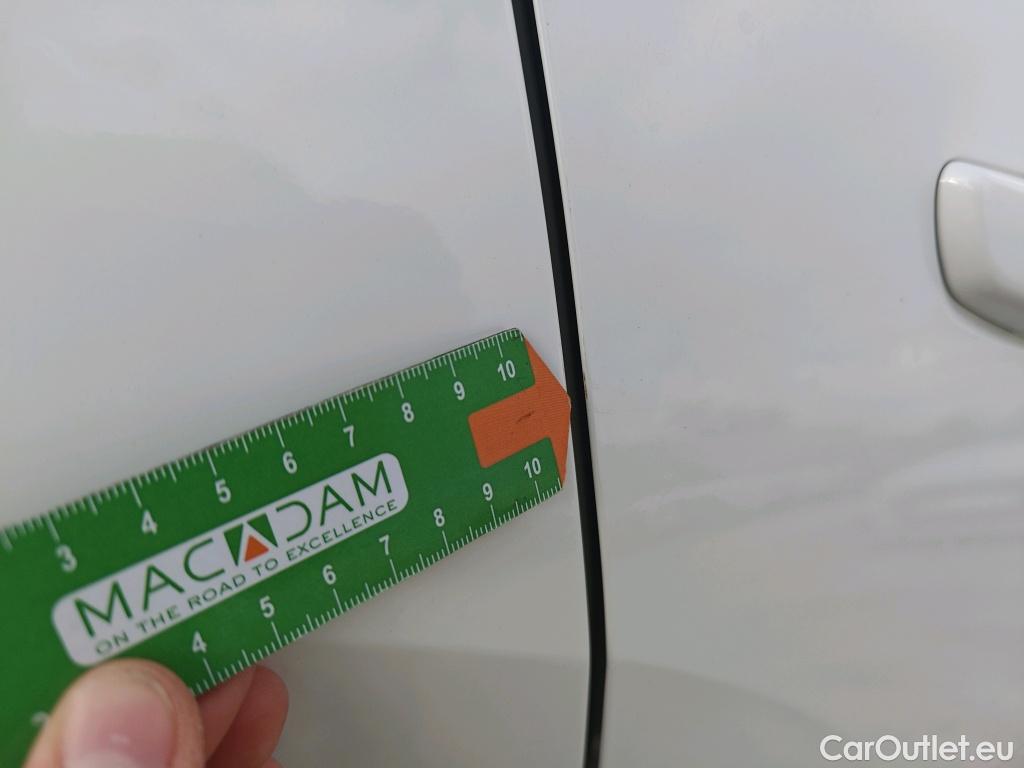 3 4 5 6 7 8 9 10
MACADAM
ON THE ROAD TO EXCELLENCE
4 5 6 7 8 9 10
CarOutlet.eu